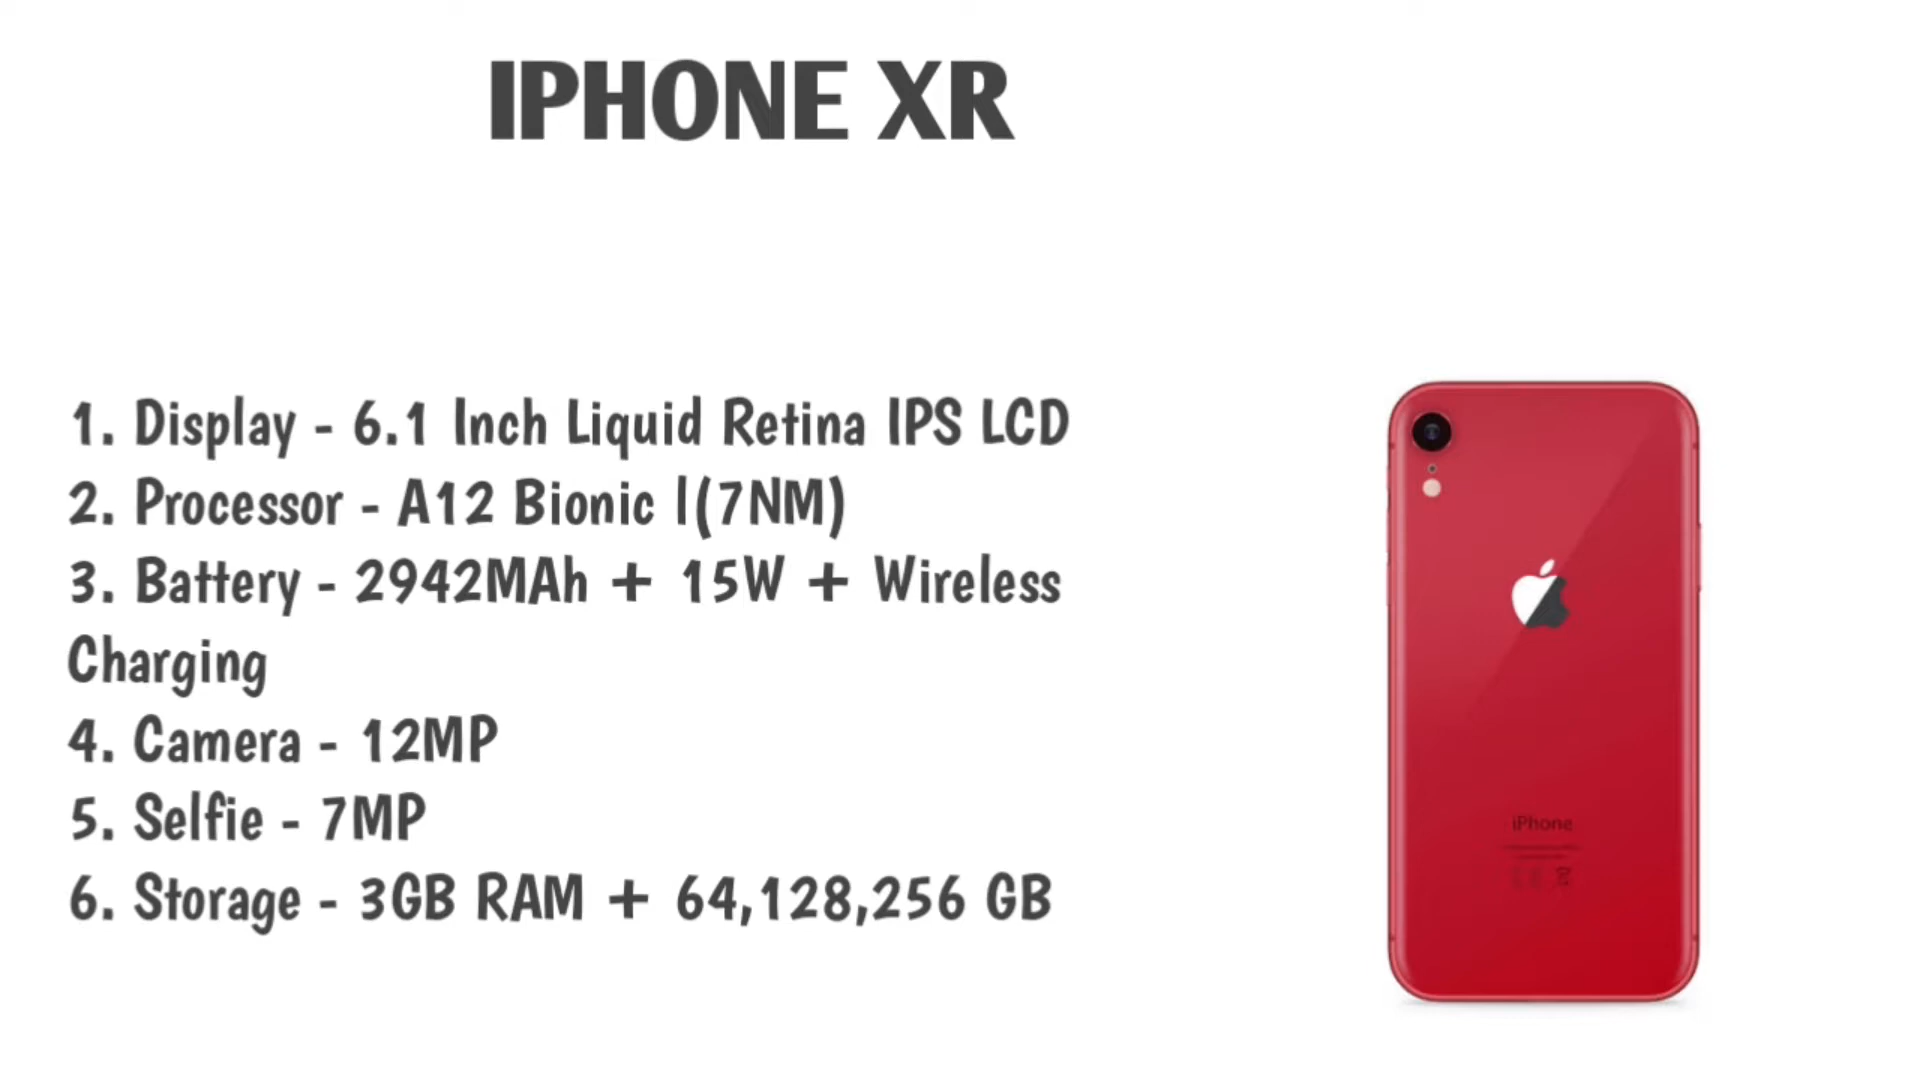 IPHONE XR
1. Display - 6.1 Inch Liquid Retina IPS LCD
2. Processor - A12 Bionic l(7NM)
3. Battery - 2942MAh + 15W + Wireless
Charging
4. Camera - 12MP
5. Selfie - 7MP
6. Storage - 3GB RAM + 64,128,256 GB
iPhone